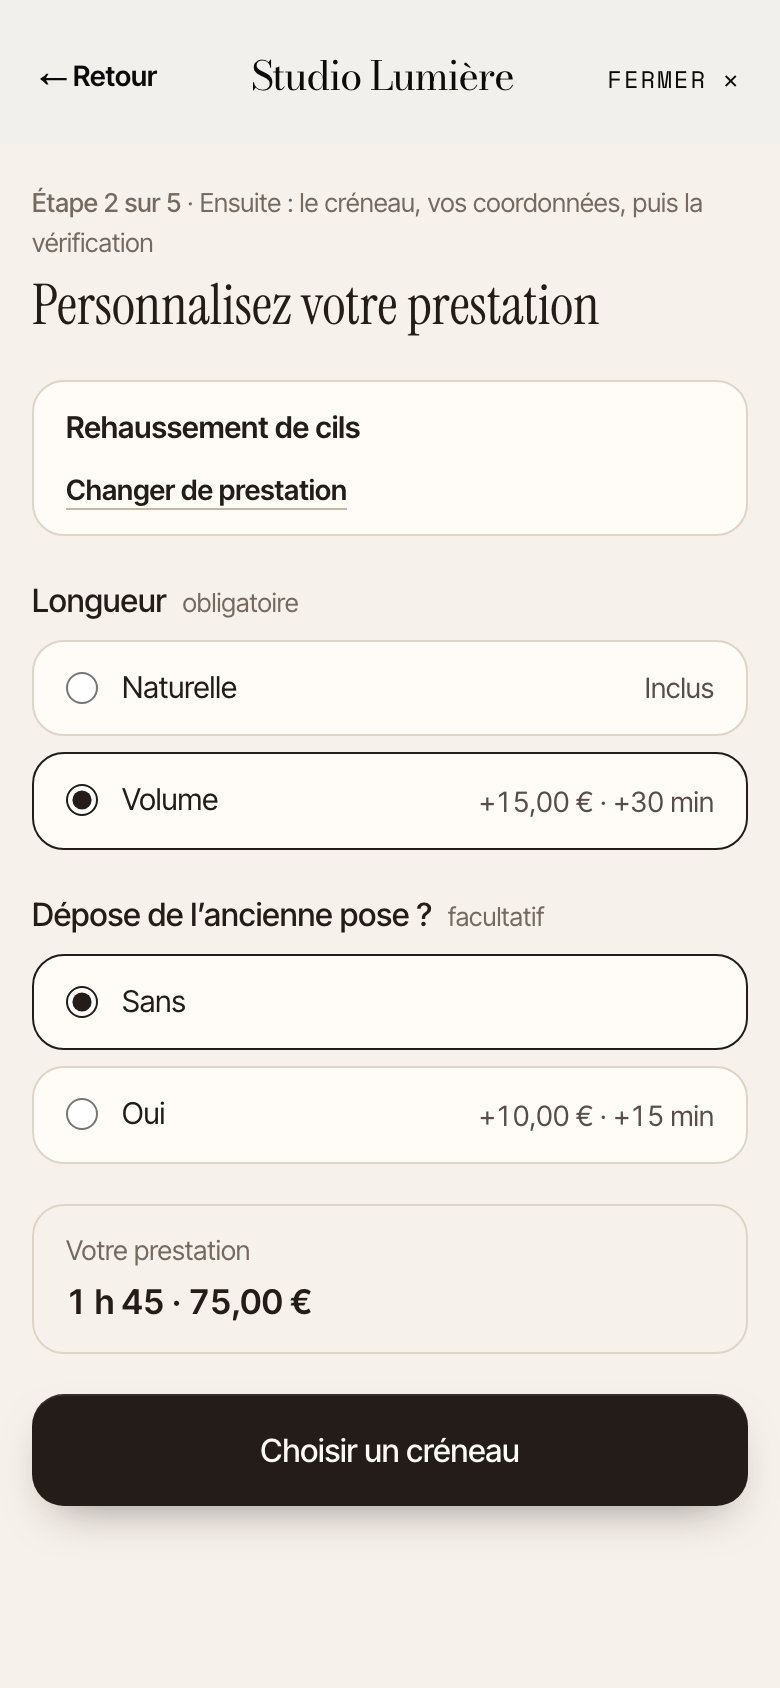 ← Retour
Studio Lumière
FERMER ×
Étape 2 sur 5 · Ensuite : le créneau, vos coordonnées, puis la
vérification
Personnalisez votre prestation
Rehaussement de cils
Changer de prestation
Longueur obligatoire
Naturelle Inclus
Volume +15,00 € · +30 min
Dépose de l’ancienne pose ? facultatif
Sans
Oui +10,00 € · +15 min
Votre prestation
1 h 45 · 75,00 €
Choisir un créneau